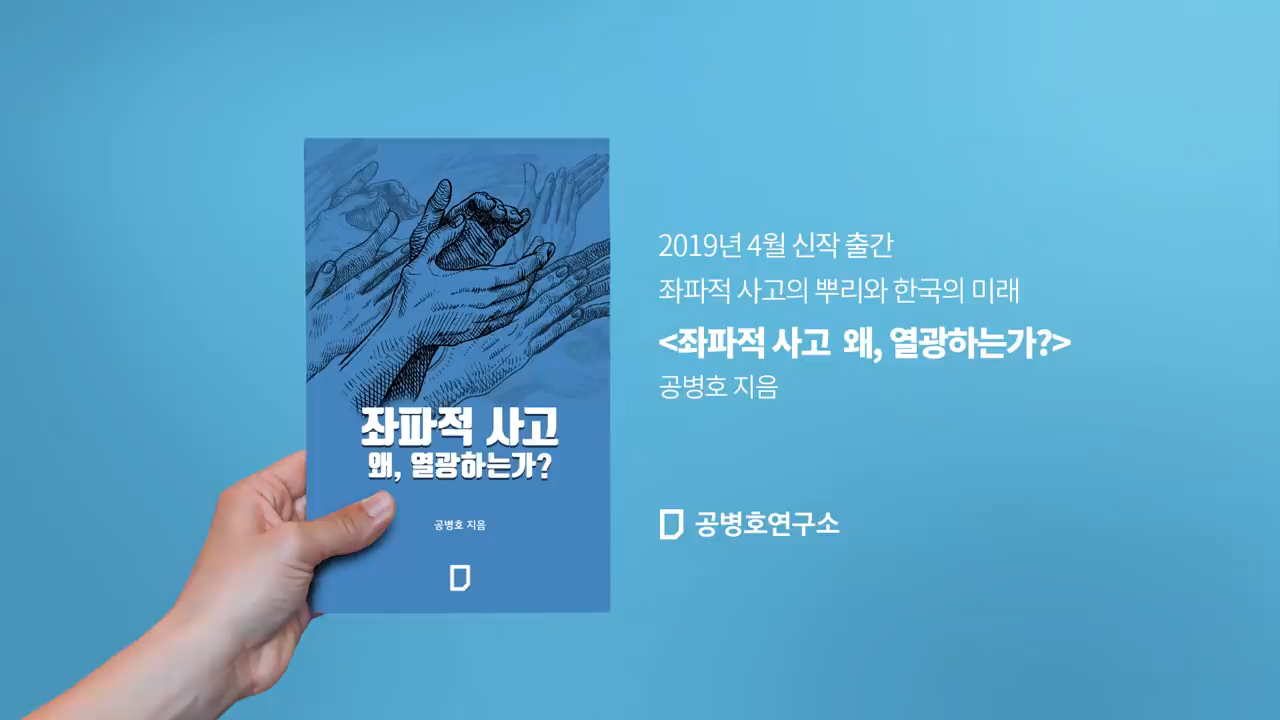 좌파적 사고
왜, 열광하는가?
공병호 지음
2019년 4월 신작 출간
좌파적 사고의 뿌리와 한국의 미래
<좌파적 사고 왜, 열광하는가?>
공병호 지음
공병호연구소